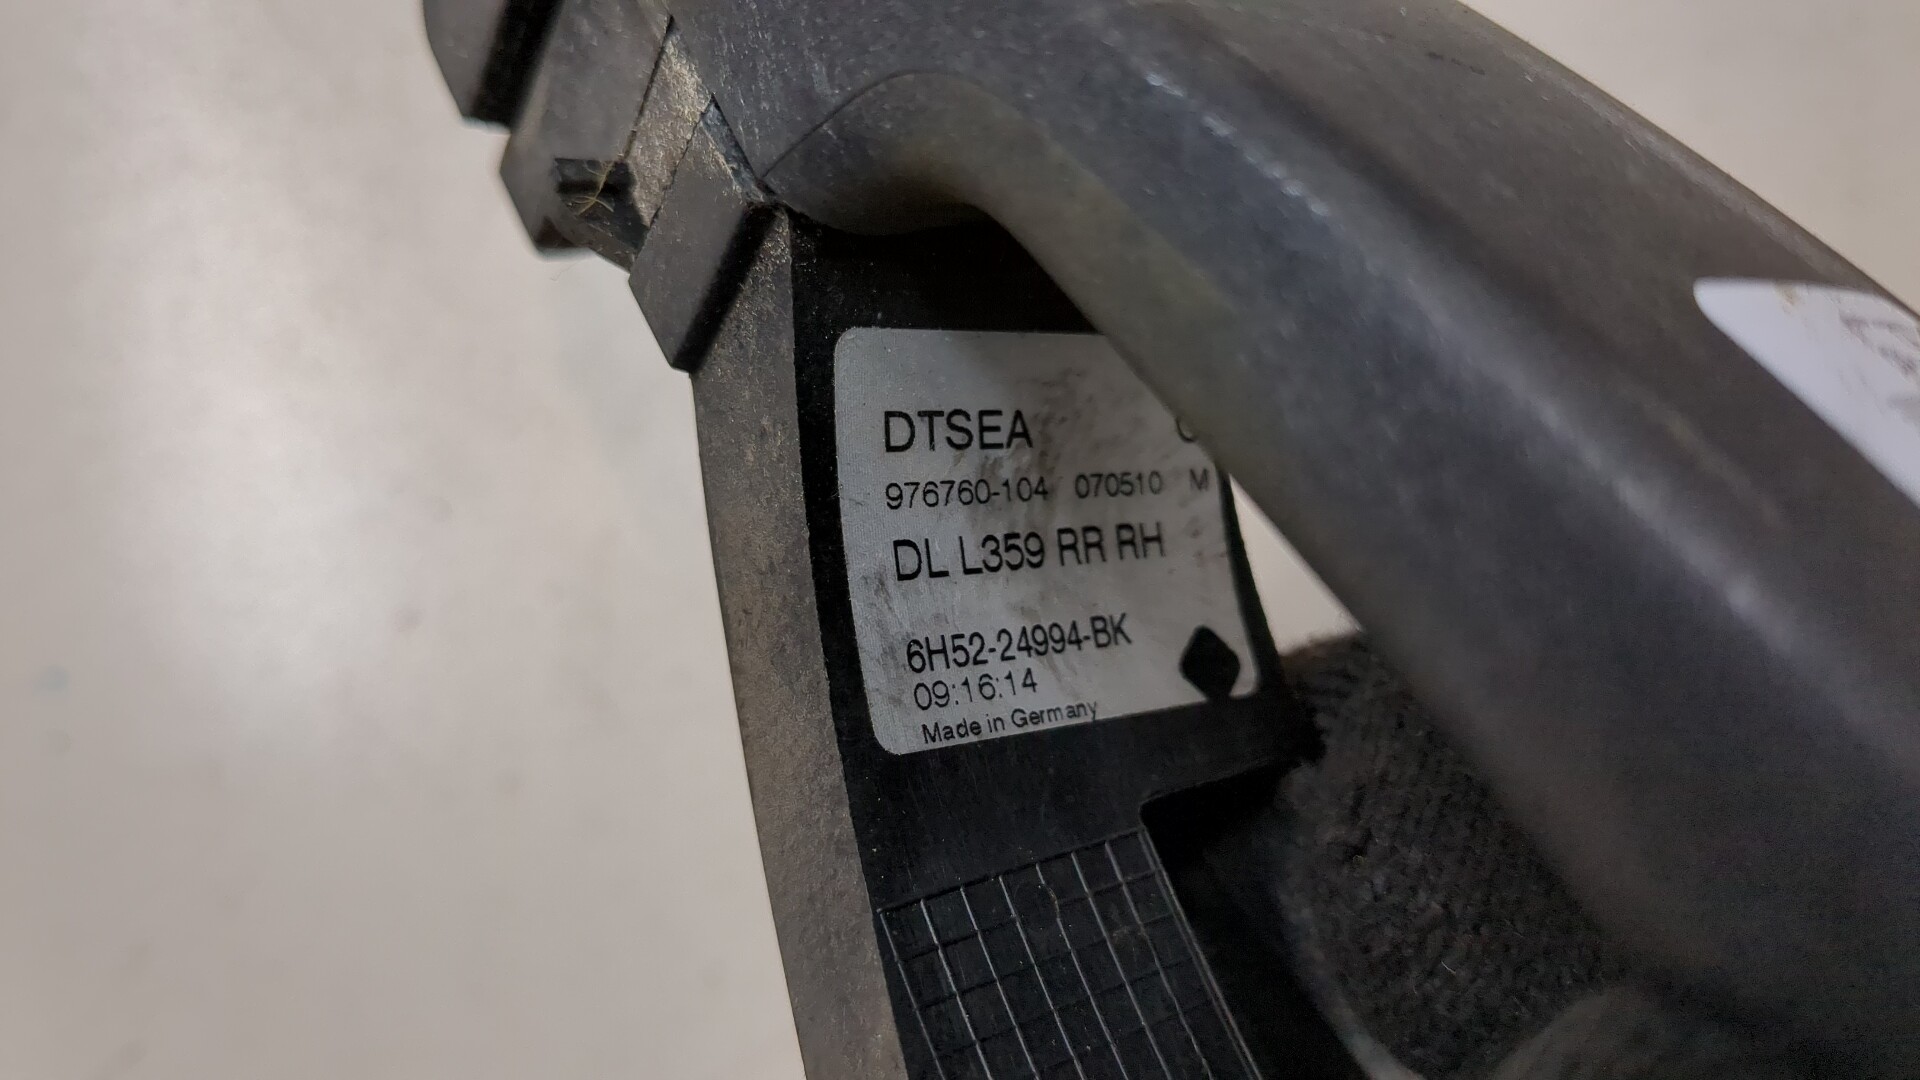 DTSEA
976760-104 070510 M
DL L359 RR RH
6H52-24994-BK
09:16:14
Made in Germany